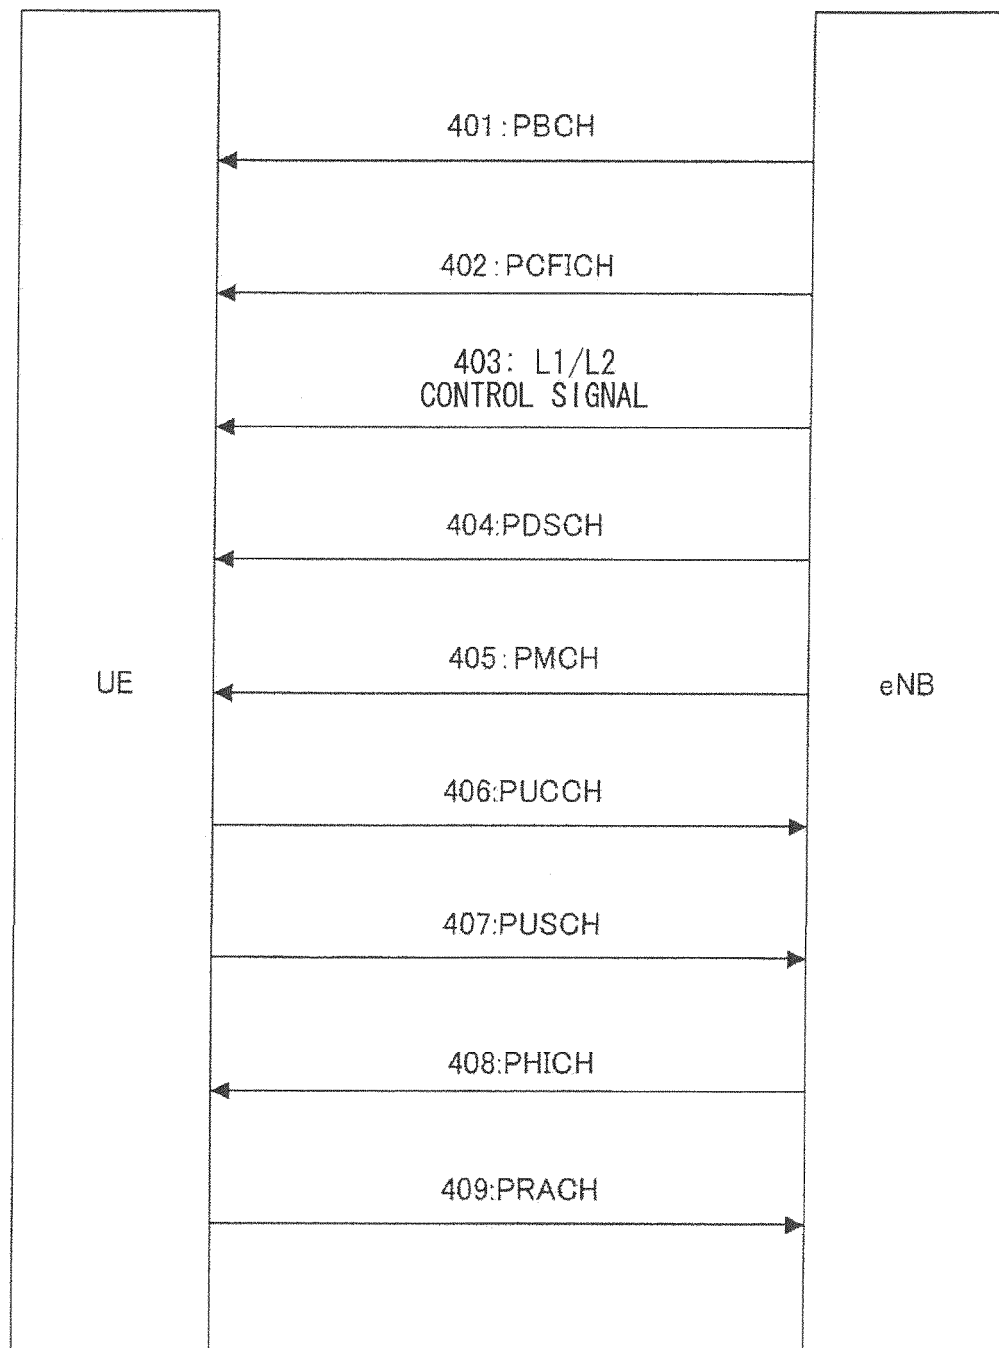 401:PBCH
402:PCFICH
403: L1/L2
CONTROL SIGNAL
404:PDSCH
405:PMCH
UE
eNB
406:PUCCH
407:PUSCH
408:PHICH
409:PRACH